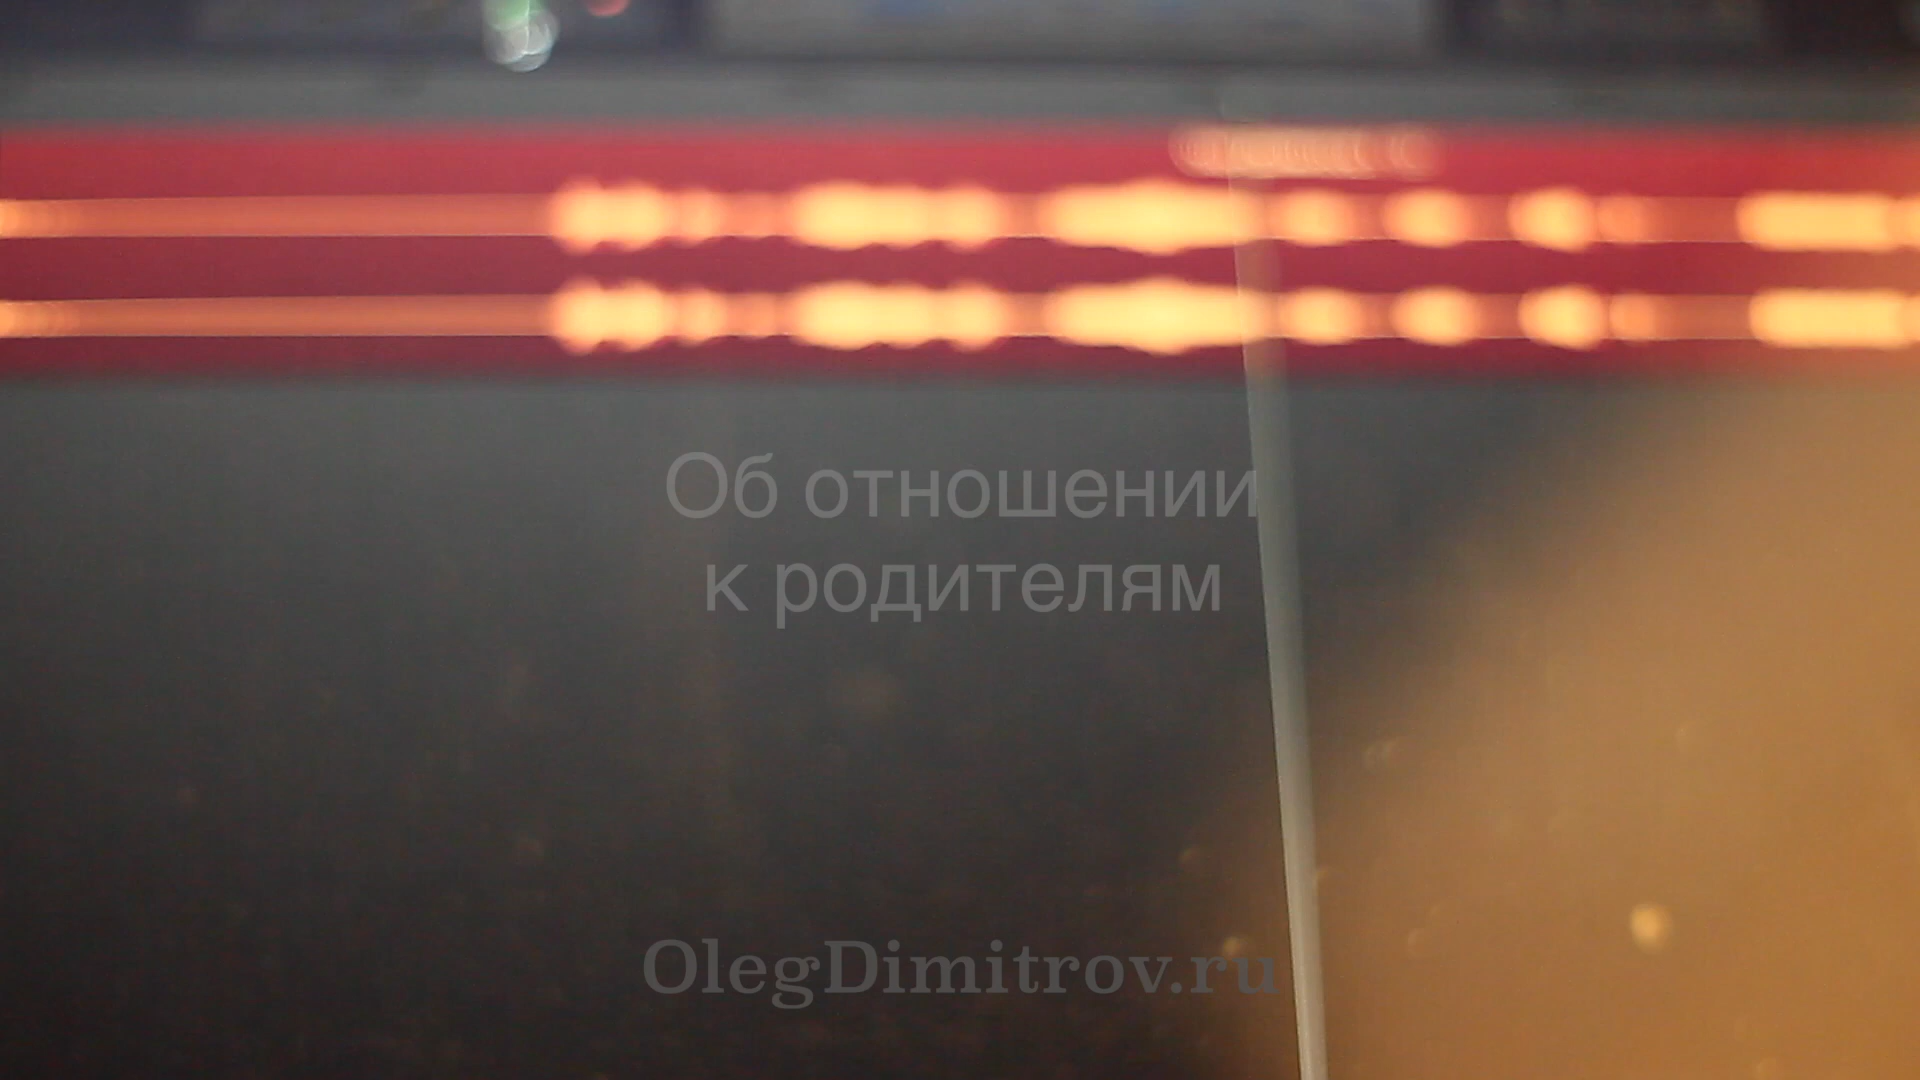 Об отношении
к родителям
OlegDimitrov.ru